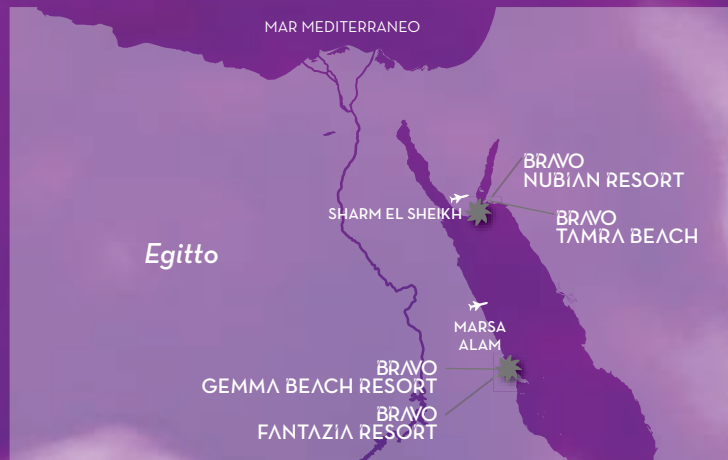 MAR MEDITERRANEO
BRAVO
NUBIAN RESORT
SHARM EL SHEIKH
BRAVO
TAMRA BEACH
Egitto
MARSA
ALAM
BRAVO
GEMMA BEACH RESORT
BRAVO
FANTAZIA RESORT